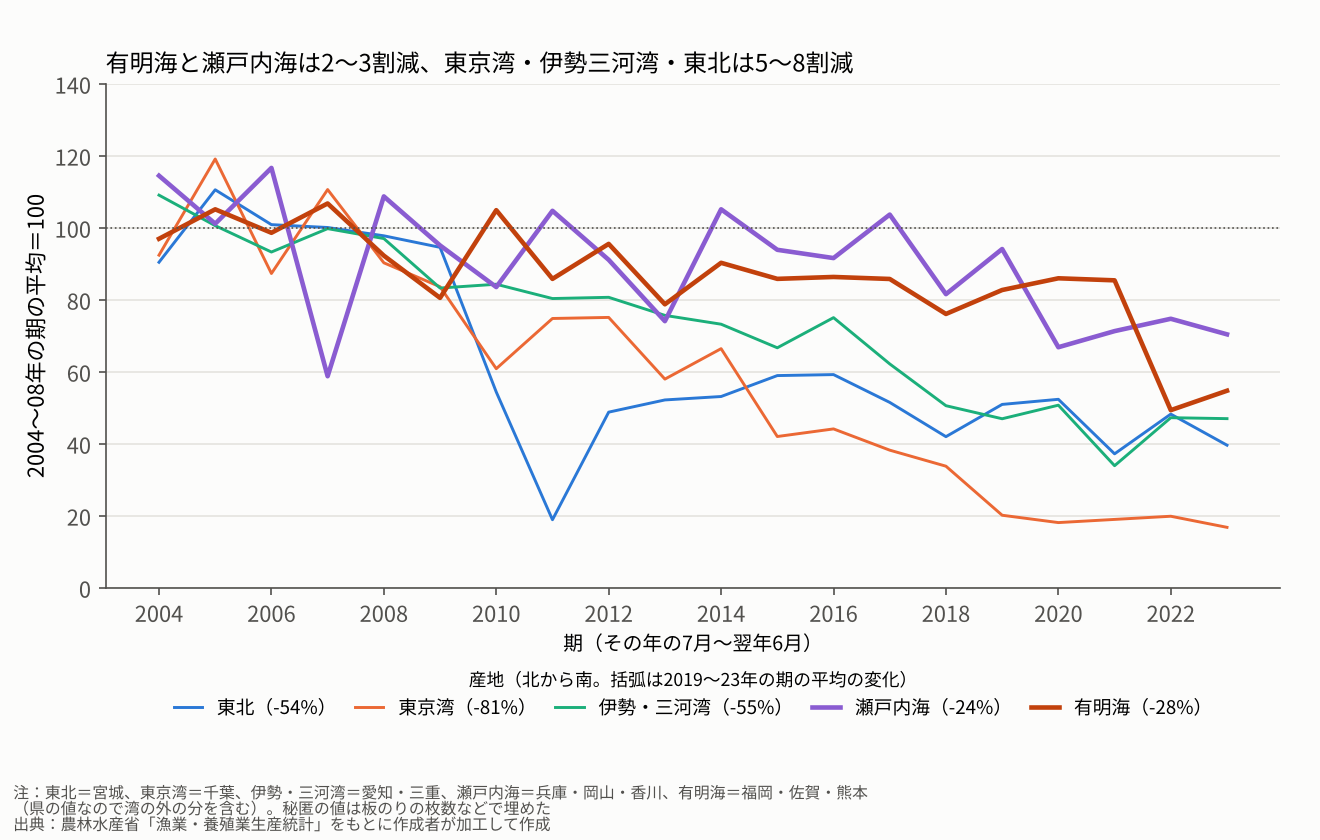 有明海と瀬戸内海は2～3割減、東京湾・伊勢三河湾・東北は5～8割減
140
120
100
80
60
40
20
0
2004～08年の期の平均＝100
2004 2006 2008 2010 2012 2014 2016 2018 2020 2022
期（その年の7月～翌年6月）
産地（北から南。括弧は2019～23年の期の平均の変化）
東北（-54%） 東京湾（-81%） 伊勢・三河湾（-55%） 瀬戸内海（-24%） 有明海（-28%）
注：東北＝宮城、東京湾＝千葉、伊勢・三河湾＝愛知・三重、瀬戸内海＝兵庫・岡山・香川、有明海＝福岡・佐賀・熊本
（県の値なので湾の外の分を含む）。秘匿の値は板のりの枚数などで埋めた
出典：農林水産省「漁業・養殖業生産統計」をもとに作成者が加工して作成